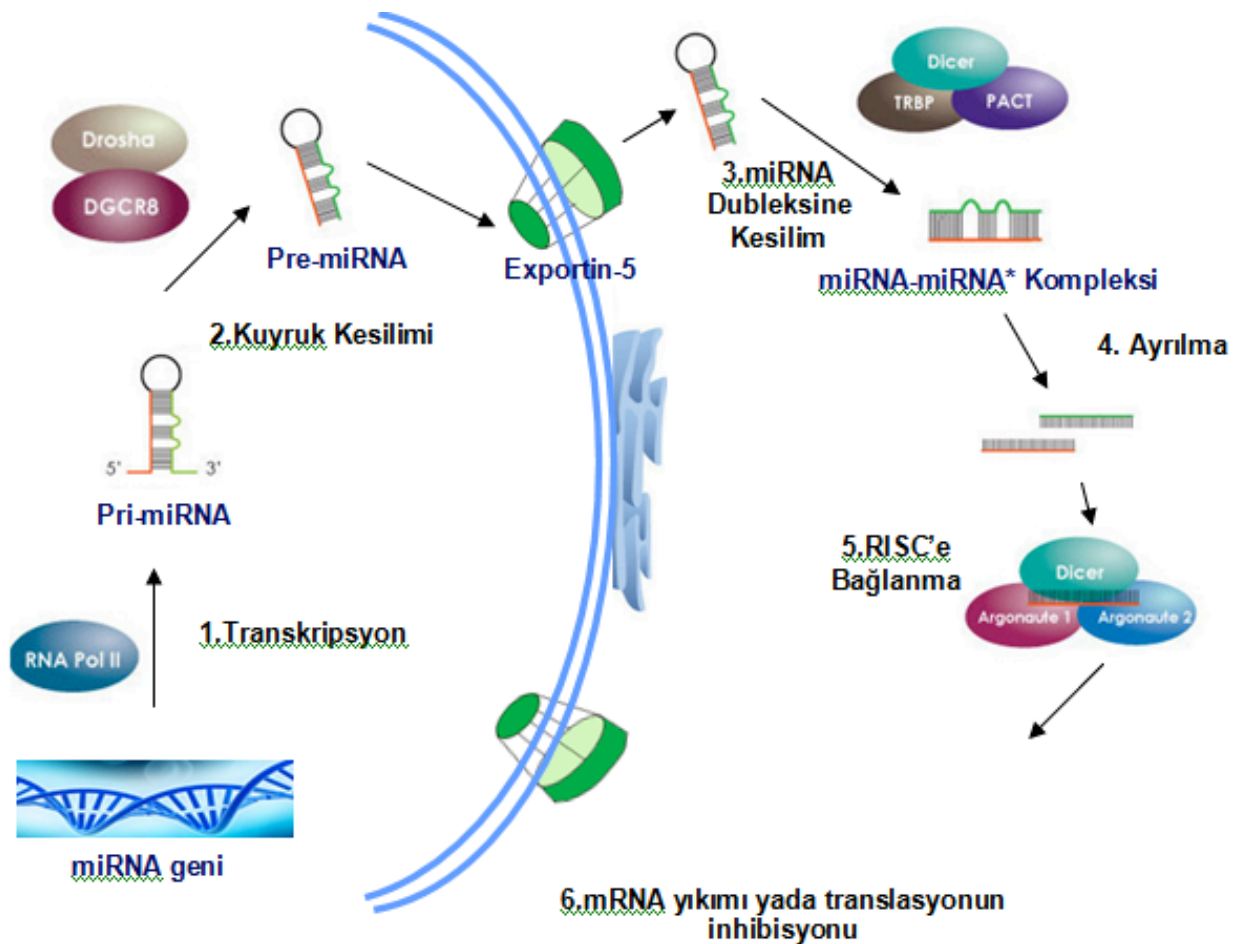 Drosha
DGCR8
Pre-miRNA
2.Kuyruk Kesilimi
5'
3'
Pri-miRNA
RNA Pol II
1.Transkripsyon
miRNA geni
Exportin-5
3.miRNA
Dubleksine
Kesilim
Dicer
TRBP
PACT
miRNA-miRNA* Kompleksi
4. Ayrılma
5.RISC'e
Bağlanma
Dicer
Argonaute 1
Argonaute 2
6.mRNA yıkımı yada translasyonun
inhibisyonu